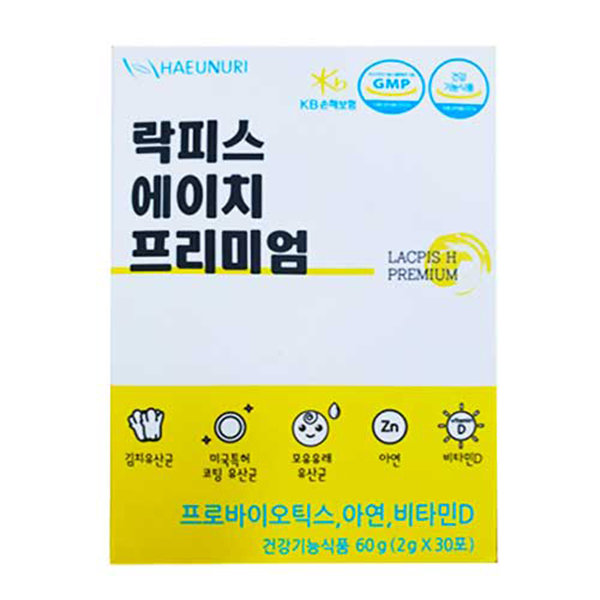 HAEUNURI
KB손해보험
GMP
건강
기능식품
락피스
에이치
프리미엄
LACPIS H
PREMIUM
김치유산균
미국특허
코팅 유산균
모유유래
유산균
Zn
아연
vitamin
D
비타민D
프로바이오틱스,아연,비타민D
건강기능식품 60g(2g X 30포)